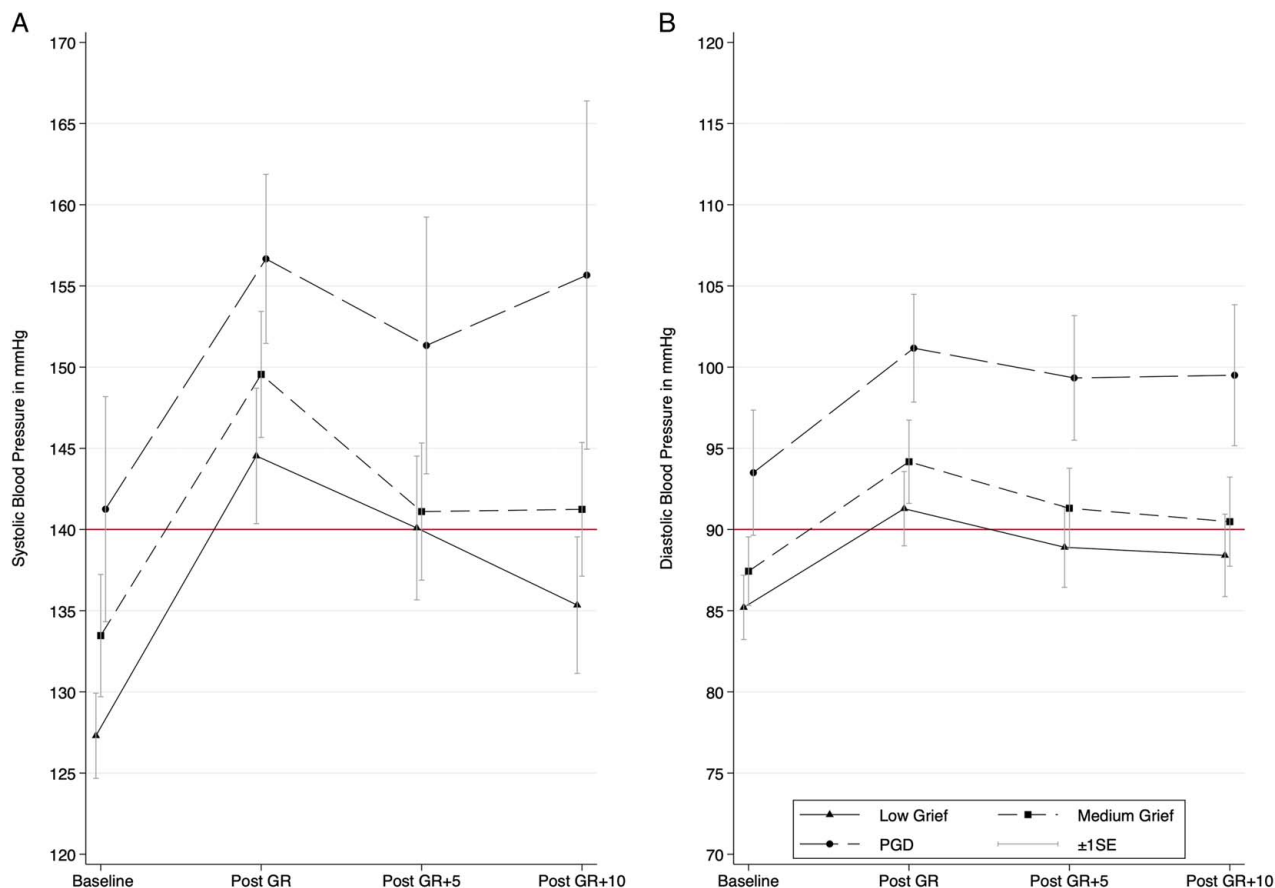 A
Systolic Blood Pressure in mmHg
170
165
160
155
150
145
140
135
130
125
120
Baseline
Post GR
Post GR+5
Post GR+10
B
Diastolic Blood Pressure in mmHg
120
115
110
105
100
95
90
85
80
75
70
Low Grief
Medium Grief
PGD
±1SE
Baseline
Post GR
Post GR+5
Post GR+10